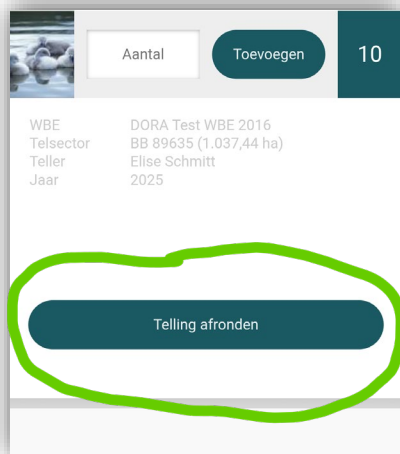 Aantal Toevoegen 10
WBE DORA Test WBE 2016
Telsector BB 89635 (1.037,44 ha)
Teller Elise Schmitt
Jaar 2025
Telling afronden